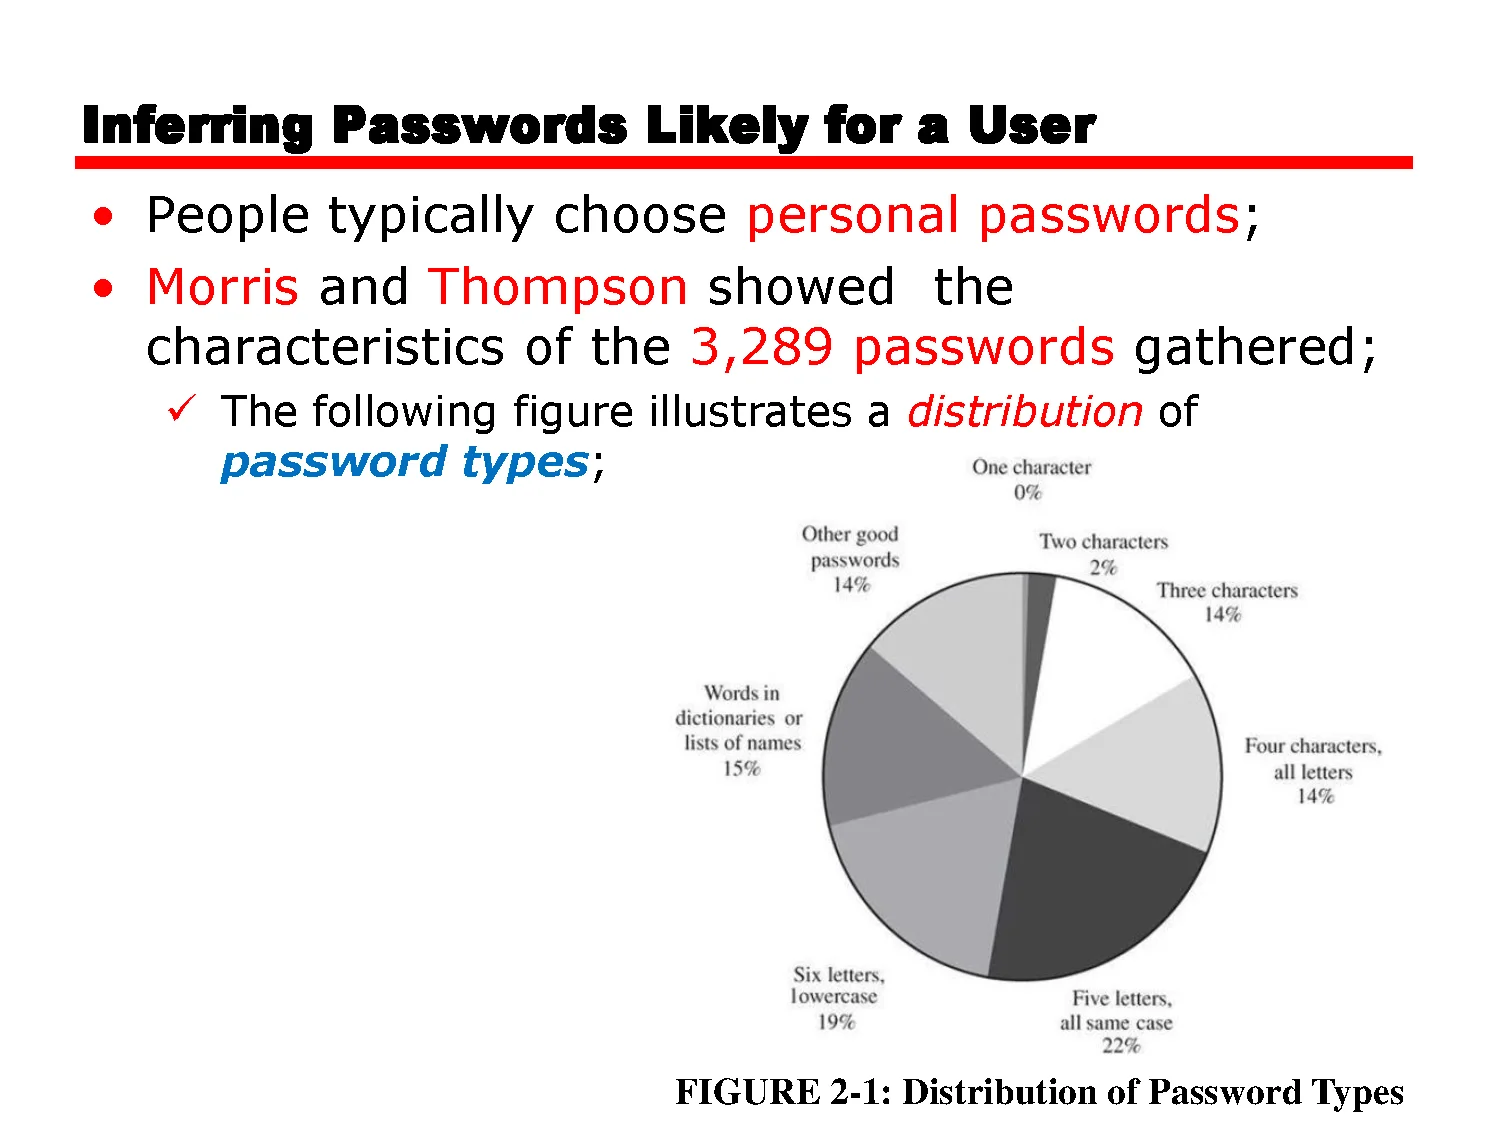 Inferring Passwords Likely for a User
• People typically choose personal passwords;
• Morris and Thompson showed the
characteristics of the 3,289 passwords gathered;
✓ The following figure illustrates a distribution of
password types;
One character
0%
Two characters
2%
Three characters
14%
Four characters,
all letters
14%
Five letters,
all same case
22%
Six letters,
lowercase
19%
Words in
dictionaries or
lists of names
15%
Other good
passwords
14%
FIGURE 2-1: Distribution of Password Types